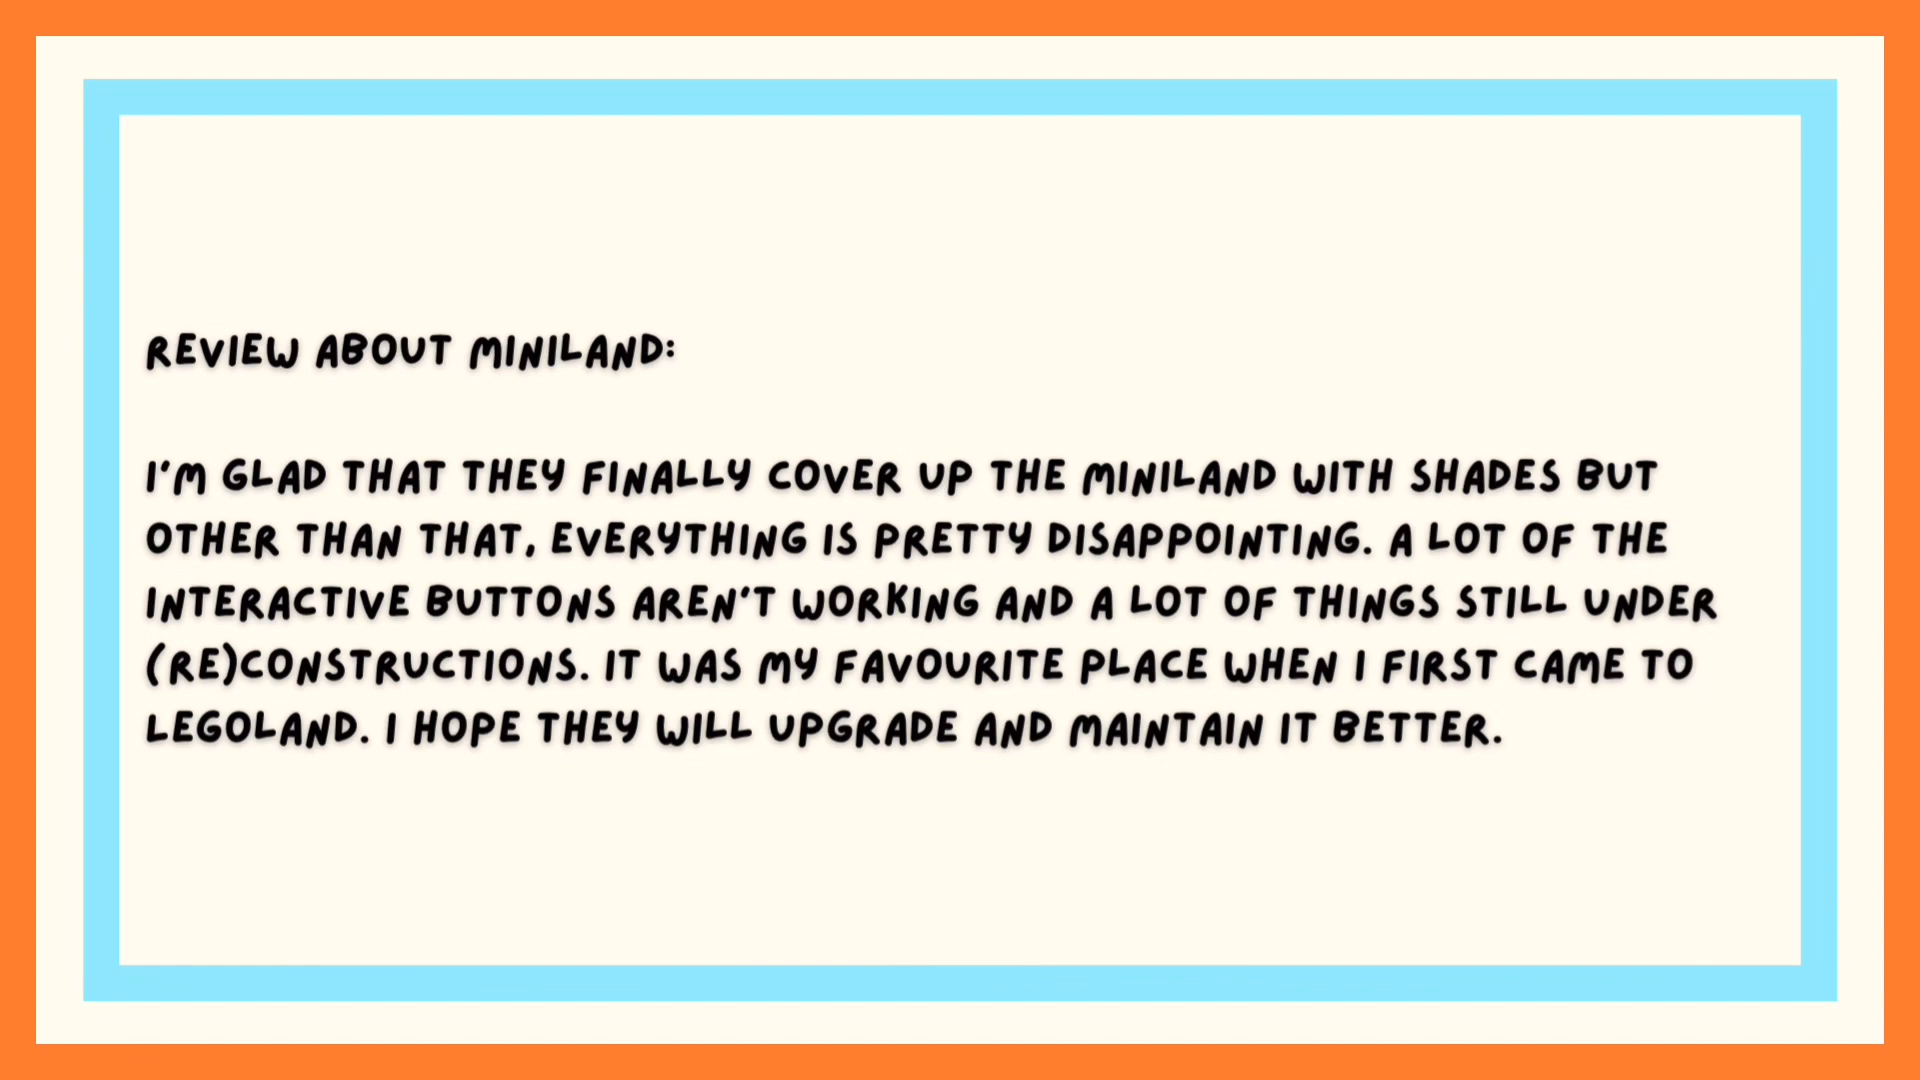 REVIEW ABOUT MINILAND:
I'M GLAD THAT THEY FINALLY COVER UP THE MINILAND WITH SHADES BUT
OTHER THAN THAT, EVERYTHING IS PRETTY DISAPPOINTING. A LOT OF THE
INTERACTIVE BUTTONS AREN'T WORKING AND A LOT OF THINGS STILL UNDER
(RE)CONSTRUCTIONS. IT WAS MY FAVOURITE PLACE WHEN I FIRST CAME TO
LEGOLAND. I HOPE THEY WILL UPGRADE AND MAINTAIN IT BETTER.